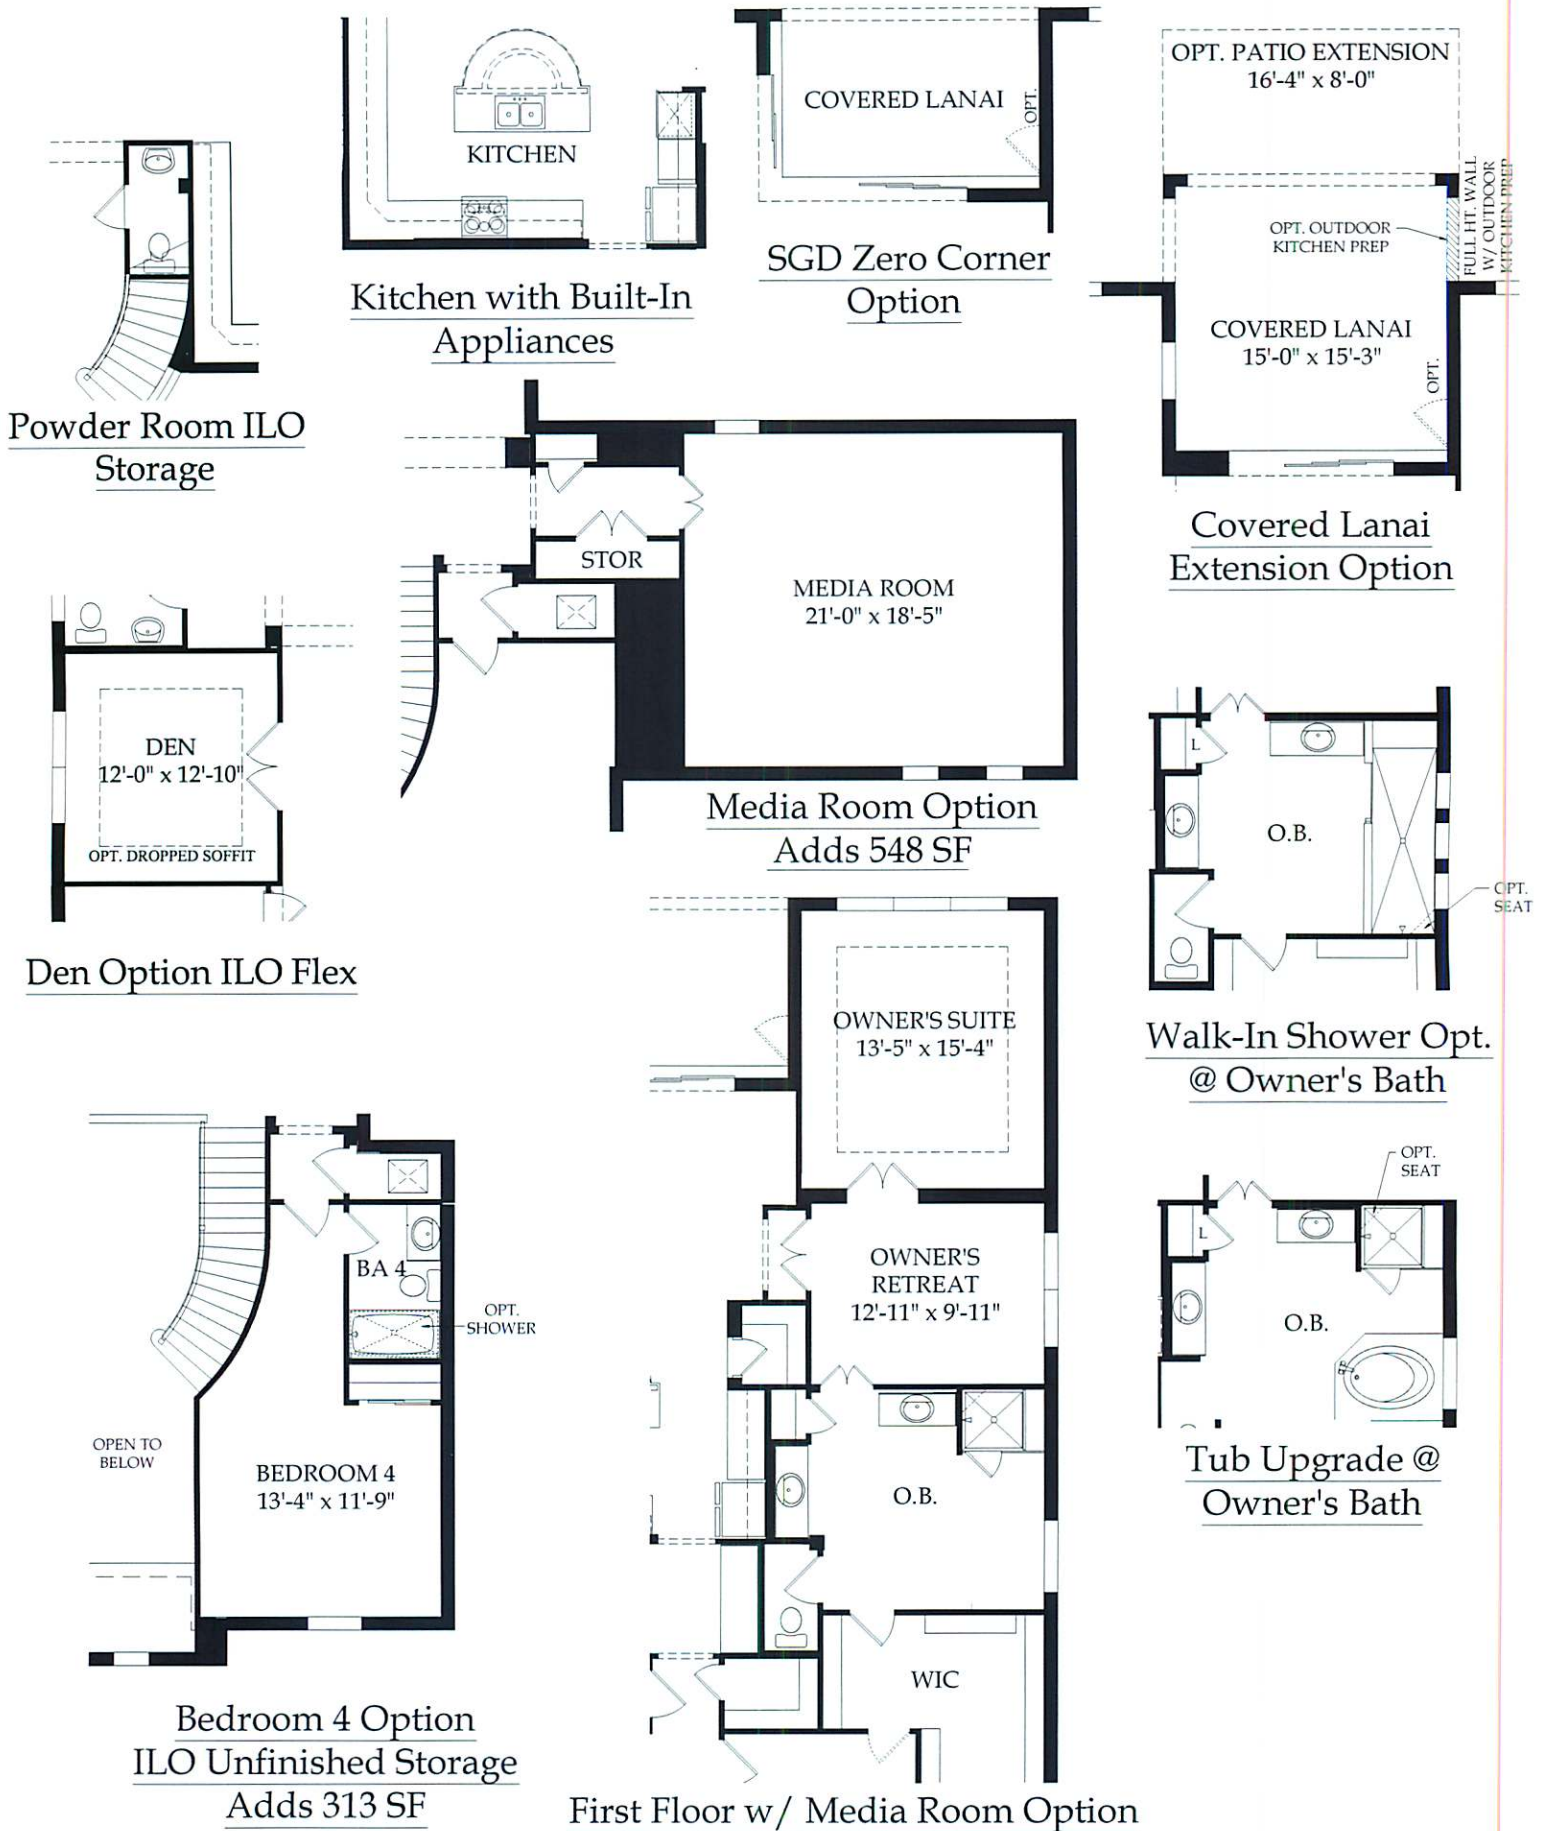 KITCHEN
Kitchen with Built-In
Appliances
COVERED LANAI
OPT.
SGD Zero Corner
Option
OPT. PATIO EXTENSION
16'-4" x 8'-0"
OPT. OUTDOOR
KITCHEN PREP
FULL HT. WALL
W/ OUTDOOR
KITCHEN PREP
COVERED LANAI
15'-0" x 15'-3"
OPT.
Covered Lanai
Extension Option
Powder Room ILO
Storage
STOR
MEDIA ROOM
21'-0" x 18'-5"
Media Room Option
Adds 548 SF
DEN
12'-0" x 12'-10"
OPT. DROPPED SOFFIT
Den Option ILO Flex
L
O.B.
OPT.
SEAT
Walk-In Shower Opt.
@ Owner's Bath
OWNER'S SUITE
13'-5" x 15'-4"
OWNER'S
RETREAT
12'-11" x 9'-11"
O.B.
WIC
First Floor w/ Media Room Option
OPT.
SEAT
L
O.B.
Tub Upgrade @
Owner's Bath
BA 4
OPT.
SHOWER
OPEN TO
BELOW
BEDROOM 4
13'-4" x 11'-9"
Bedroom 4 Option
ILO Unfinished Storage
Adds 313 SF